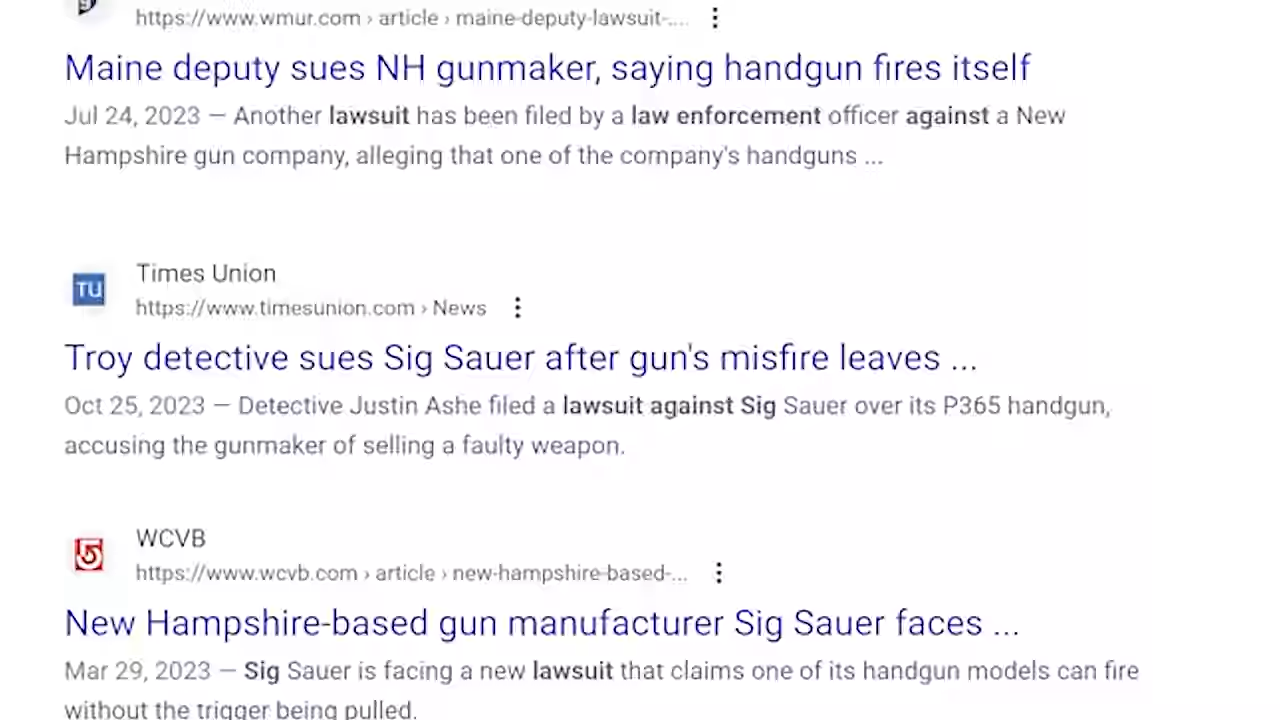 https://www.wmur.com › article › maine-deputy-lawsuit-....
Maine deputy sues NH gunmaker, saying handgun fires itself
Jul 24, 2023 — Another lawsuit has been filed by a law enforcement officer against a New
Hampshire gun company, alleging that one of the company's handguns ...
TU
Times Union
https://www.timesunion.com › News
Troy detective sues Sig Sauer after gun's misfire leaves ...
Oct 25, 2023 — Detective Justin Ashe filed a lawsuit against Sig Sauer over its P365 handgun,
accusing the gunmaker of selling a faulty weapon.
5
WCVB
https://www.wcvb.com › article › new-hampshire-based-...
New Hampshire-based gun manufacturer Sig Sauer faces ...
Mar 29, 2023 — Sig Sauer is facing a new lawsuit that claims one of its handgun models can fire
without the trigger being pulled.